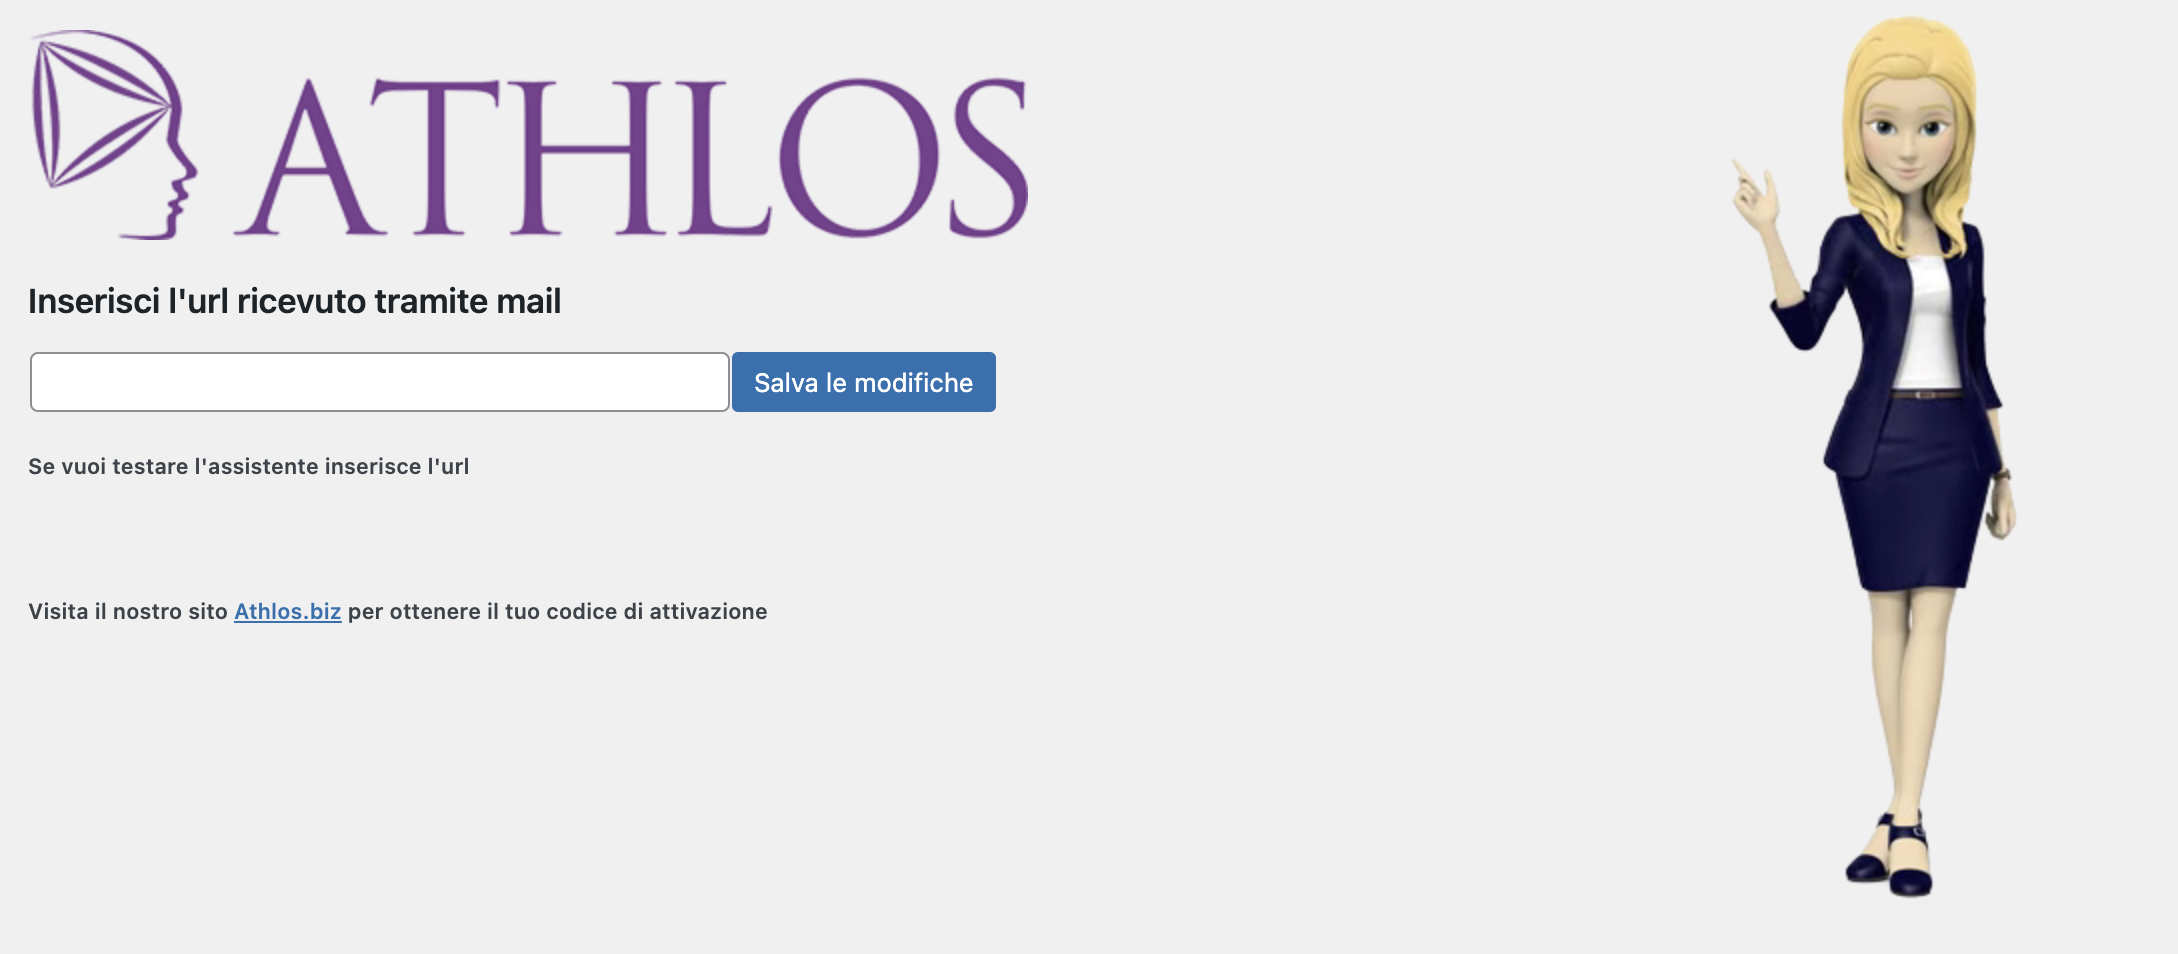 ATHLOS
Inserisci l'url ricevuto tramite mail
Salva le modifiche
Se vuoi testare l'assistente inserisce l'url
Visita il nostro sito Athlos.biz per ottenere il tuo codice di attivazione